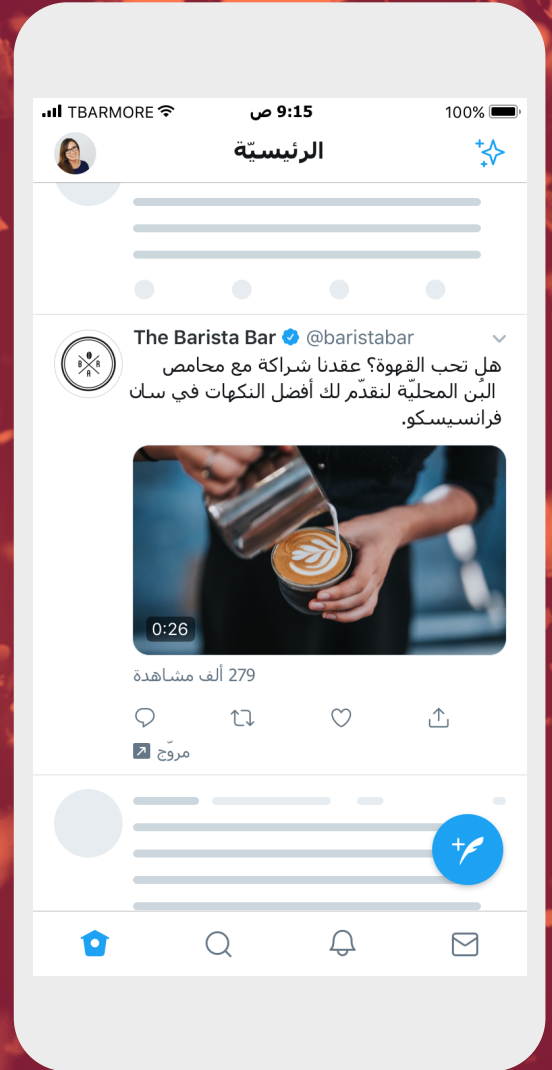 TBARMORE 9:15 ص 100%
الرئيسيّة
The Barista Bar @baristabar
B R
A
هل تحب القهوة؟ عقدنا شراكة مع محامص
البُن المحليّة لنقدّم لك أفضل النكهات في سان
فرانسيسكو.
0:26
279 ألف مشاهدة
مروّج